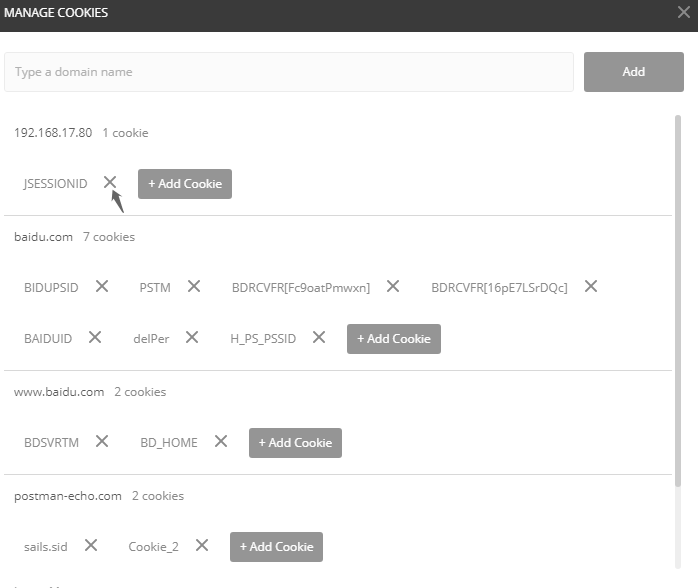 MANAGE COOKIES
Type a domain name Add
192.168.17.80 1 cookie
JSESSIONID + Add Cookie
baidu.com 7 cookies
BIDUPSID PSTM BDRCVFR[Fc9oatPmwxn] BDRCVFR[16pE7LSrDQc]
BAIDUID delPer H_PS_PSSID + Add Cookie
www.baidu.com 2 cookies
BDSVRTM BD_HOME + Add Cookie
postman-echo.com 2 cookies
sails.sid Cookie_2 + Add Cookie